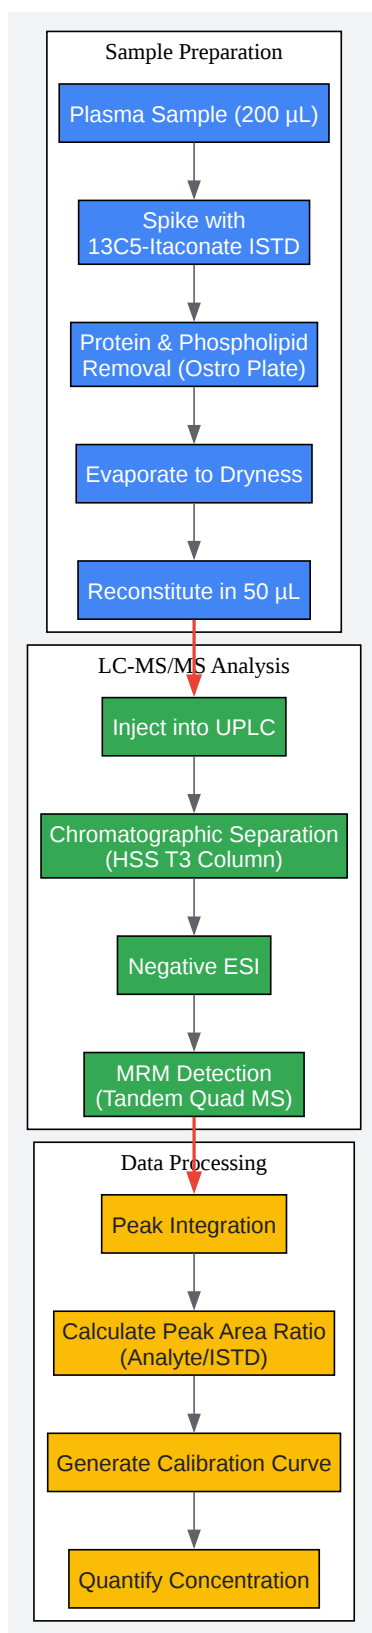 Sample Preparation
Plasma Sample (200 µL)
Spike with
13C5-Itaconate ISTD
Protein & Phospholipid
Removal (Ostro Plate)
Evaporate to Dryness
Reconstitute in 50 µL
LC-MS/MS Analysis
Inject into UPLC
Chromatographic Separation
(HSS T3 Column)
Negative ESI
MRM Detection
(Tandem Quad MS)
Data Processing
Peak Integration
Calculate Peak Area Ratio
(Analyte/ISTD)
Generate Calibration Curve
Quantify Concentration